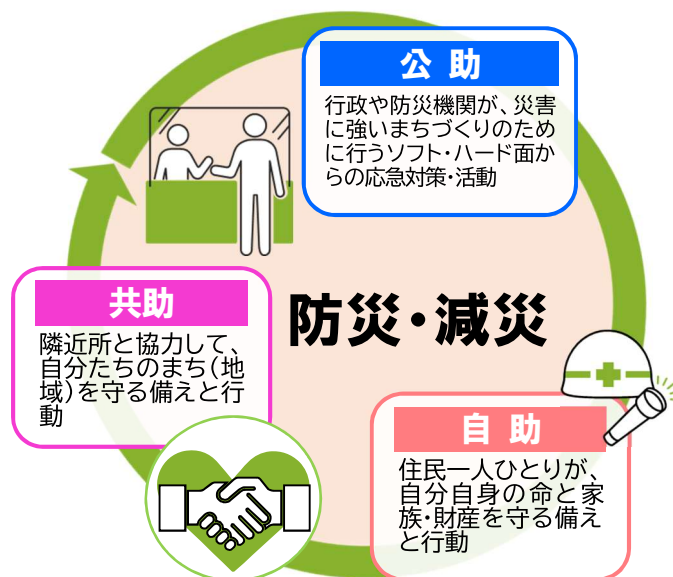 公助
行政や防災機関が、災害
に強いまちづくりのため
に行うソフト・ハード面か
らの応急対策・活動
共助
隣近所と協力して、
自分たちのまち(地
域)を守る備えと行
動
防災・減災
自助
住民一人ひとりが、
自分自身の命と家
族・財産を守る備え
と行動